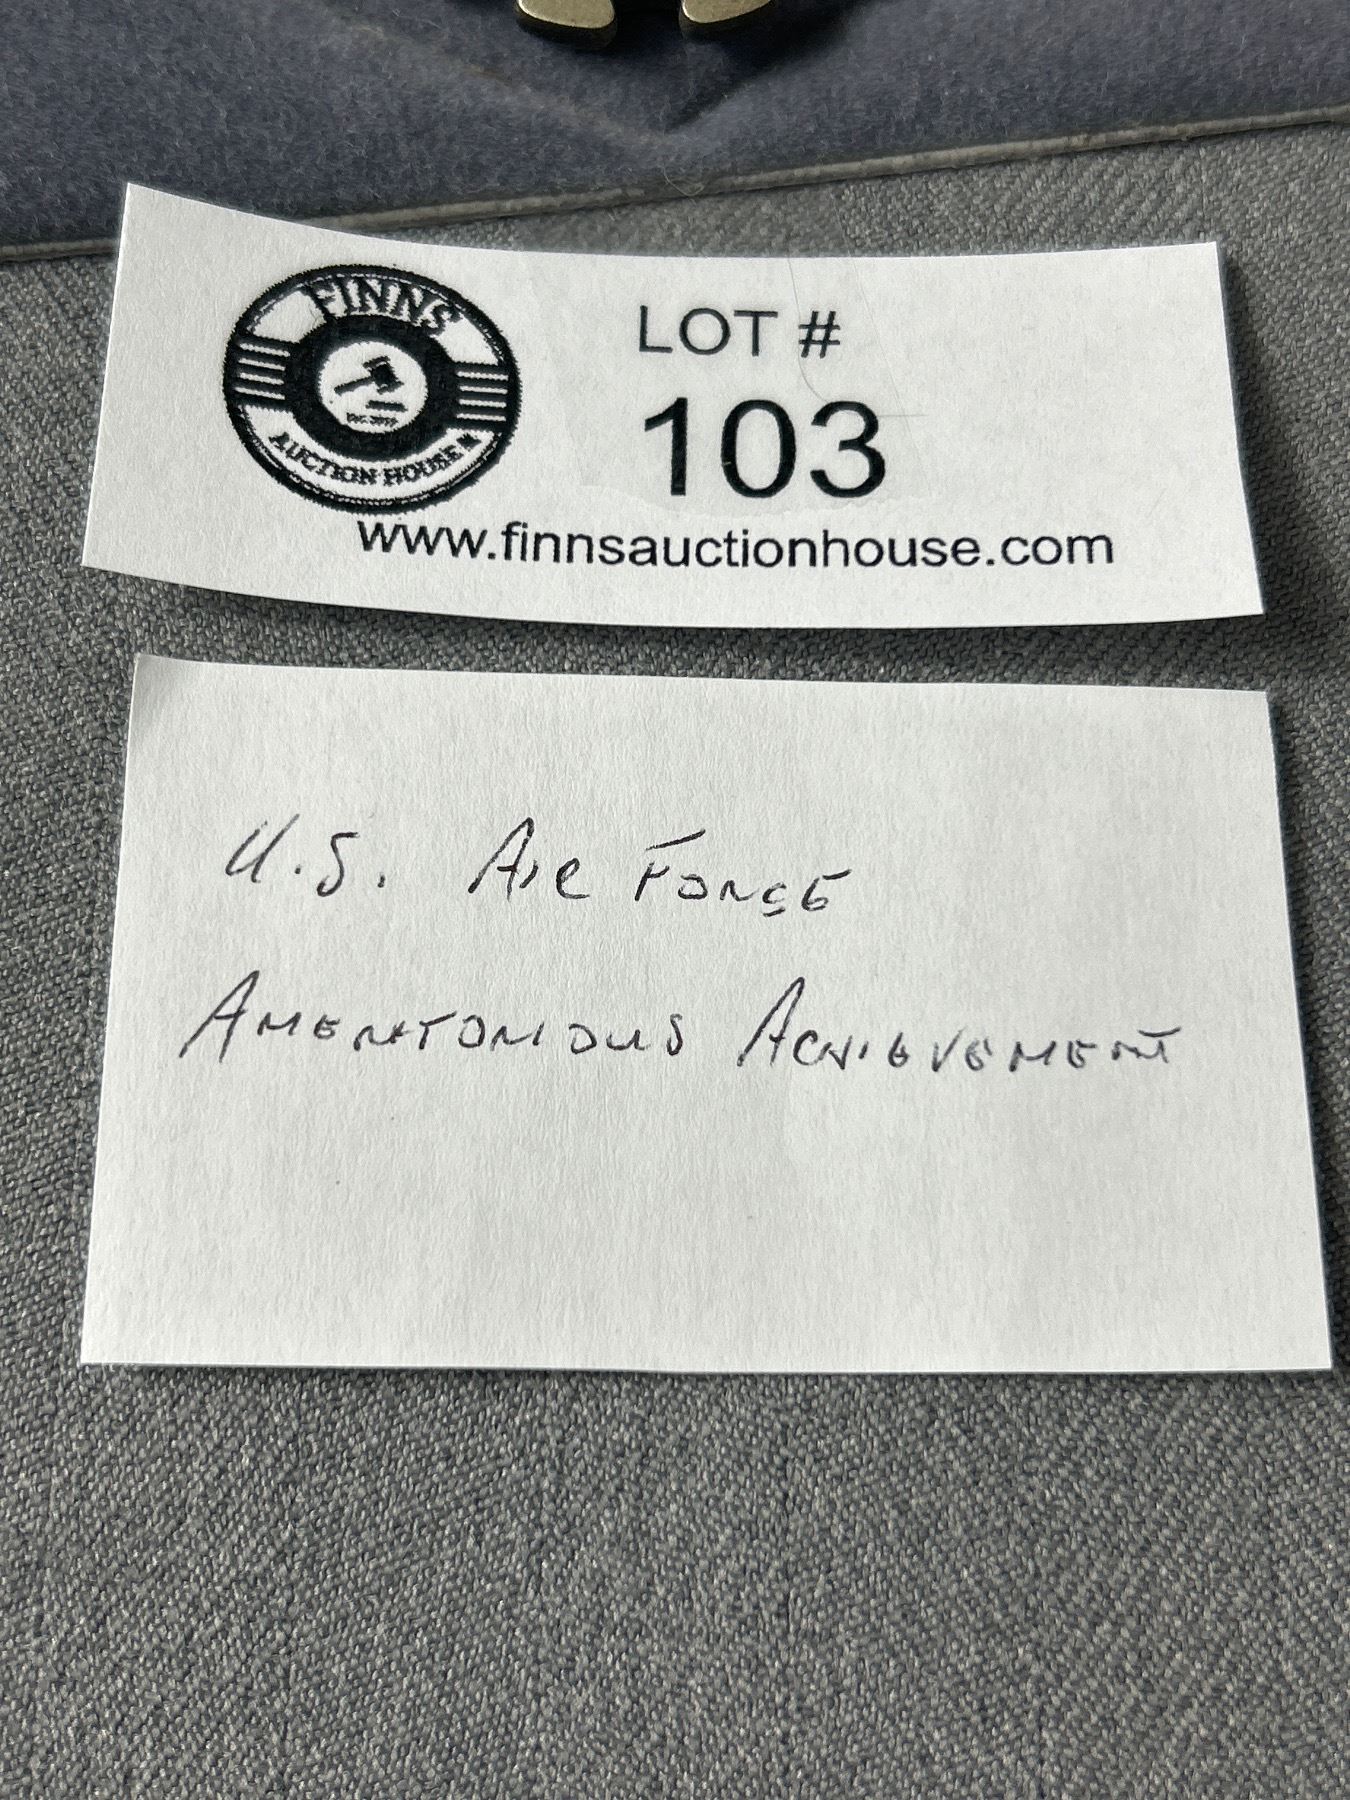 FINNS
AUCTION HOUSE
LOT #
103
www.finnsauctionhouse.com
U.S. AIR FORCE
AMERITORIOUS ACHIEVEMENT